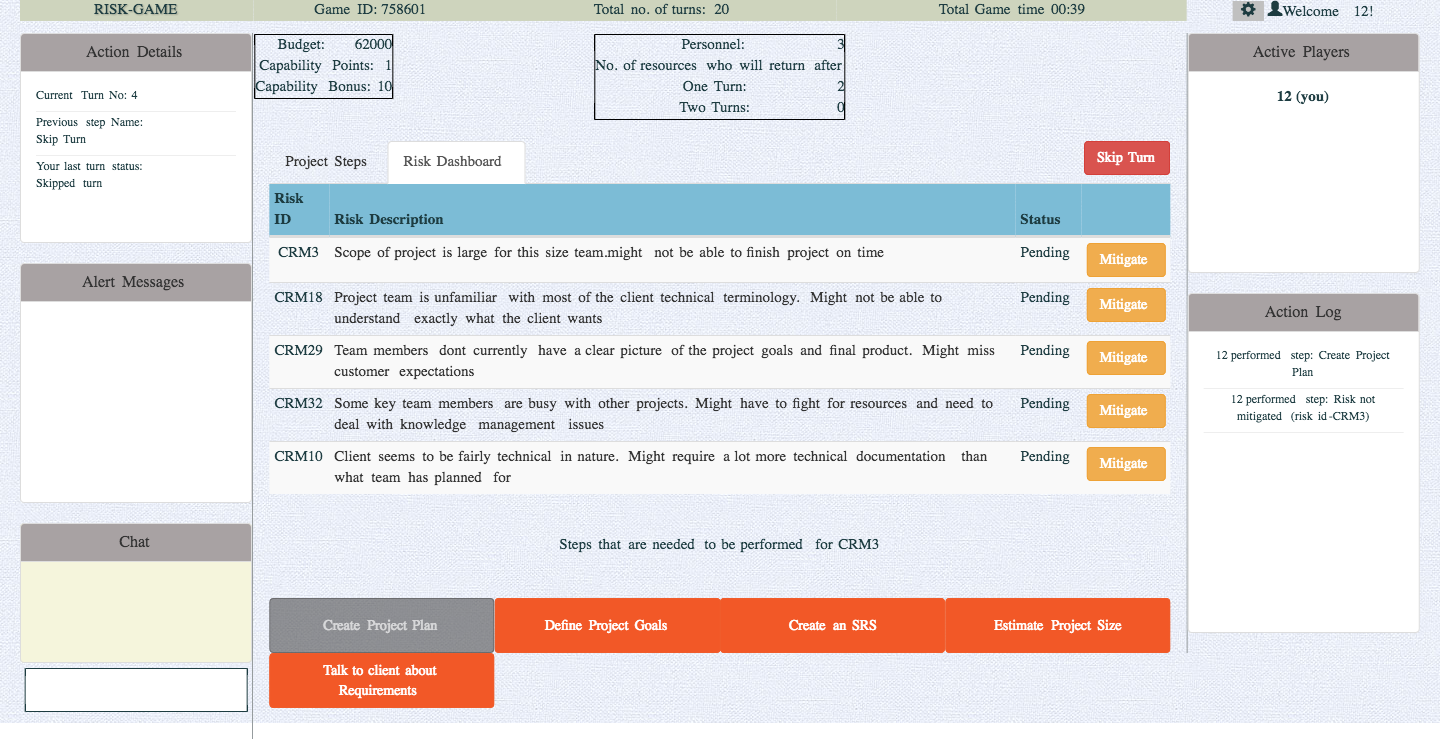 RISK-GAME Game ID: 758601 Total no. of turns: 20 Total Game time 00:39 Welcome 12!
Action Details
Current Turn No: 4
Previous step Name:
Skip Turn
Your last turn status:
Skipped turn
Alert Messages
Chat
Budget: 62000
Capability Points: 1
Capability Bonus: 10
Personnel: 3
No. of resources who will return after
One Turn: 2
Two Turns: 0
Project Steps Risk Dashboard Skip Turn
Risk
ID Risk Description Status
CRM3 Scope of project is large for this size team.might not be able to finish project on time Pending Mitigate
CRM18 Project team is unfamiliar with most of the client technical terminology. Might not be able to Pending Mitigate
understand exactly what the client wants
CRM29 Team members dont currently have a clear picture of the project goals and final product. Might miss Pending Mitigate
customer expectations
CRM32 Some key team members are busy with other projects. Might have to fight for resources and need to Pending Mitigate
deal with knowledge management issues
CRM10 Client seems to be fairly technical in nature. Might require a lot more technical documentation than Pending Mitigate
what team has planned for
Steps that are needed to be performed for CRM3
Create Project Plan Define Project Goals Create an SRS Estimate Project Size
Talk to client about
Requirements
Active Players
12 (you)
Action Log
12 performed step: Create Project
Plan
12 performed step: Risk not
mitigated (risk id-CRM3)